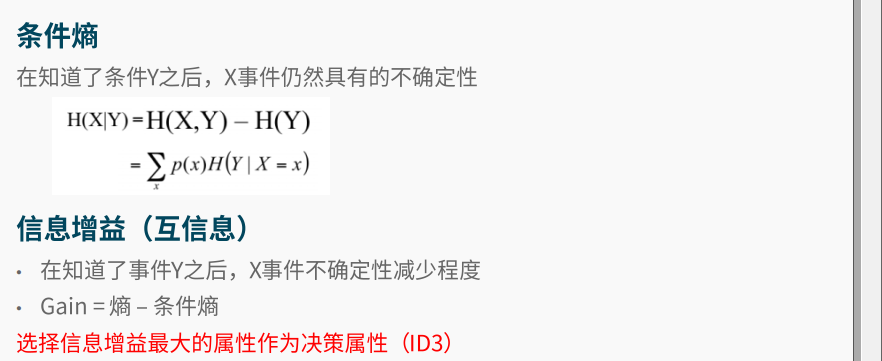 条件熵
在知道了条件Y之后，X事件仍然具有的不确定性
H(X|Y) = H(X,Y) – H(Y)
= ∑ₓ p(x)H(Y | X = x)
信息增益（互信息）
• 在知道了事件Y之后，X事件不确定性减少程度
• Gain = 熵 – 条件熵
选择信息增益最大的属性作为决策属性（ID3）